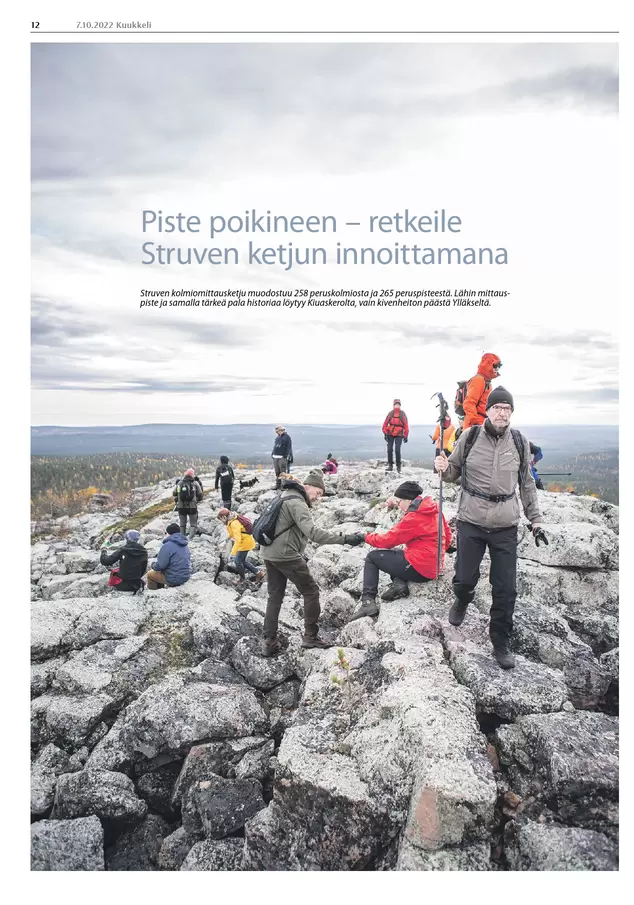 12 7.10.2022 Kuukkeli
Piste poikineen – retkeile
Struven ketjun innoittamana
Struven kolmiomittausketju muodostuu 258 peruskolmiosta ja 265 peruspisteestä. Lähin mittaus-
piste ja samalla tärkeä pala historiaa löytyy Kiuaskerolta, vain kivenheiton päästä Ylläkseltä.